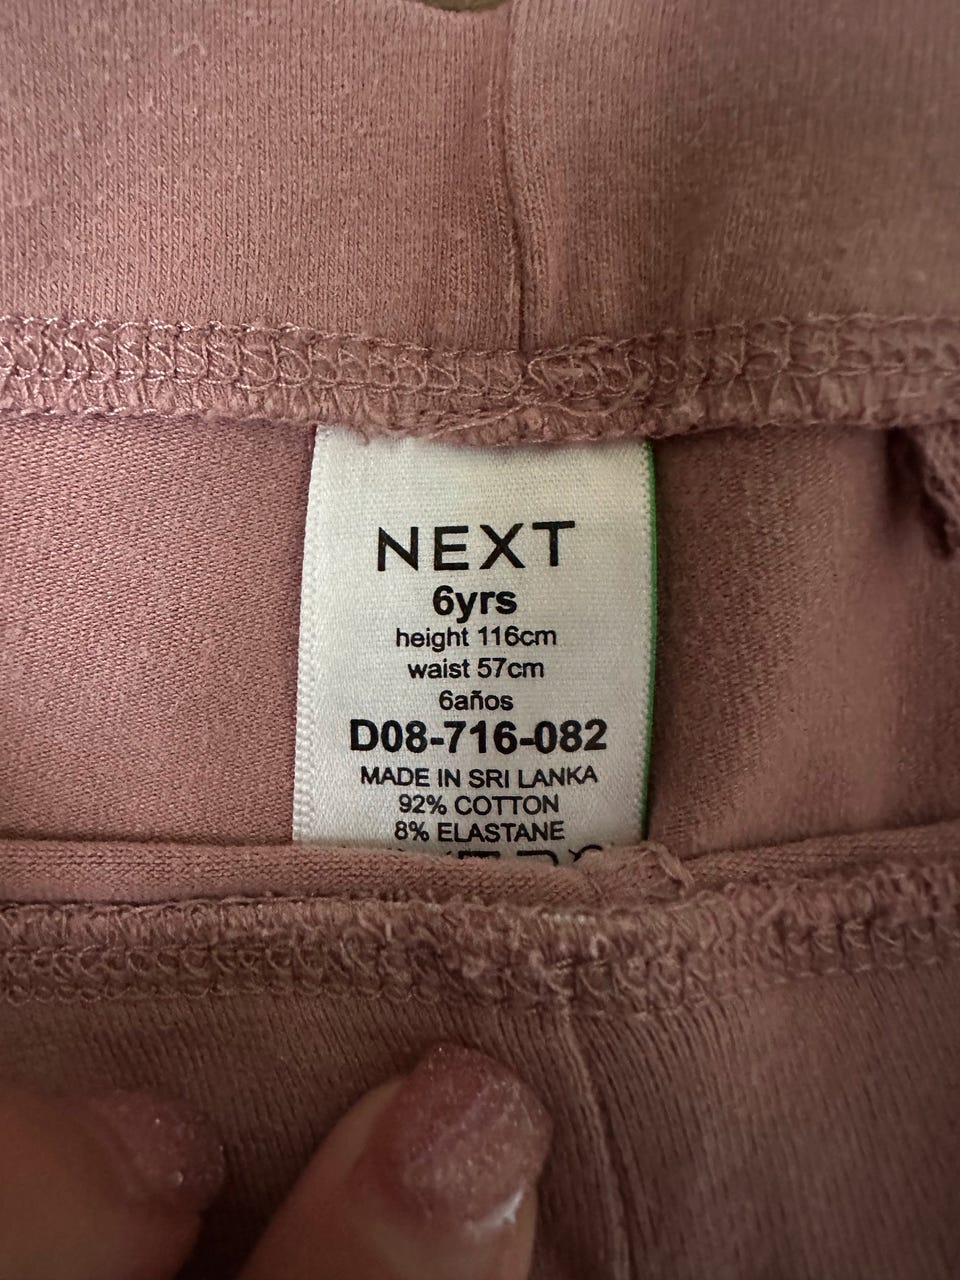 NEXT
6yrs
height 116cm
waist 57cm
6años
D08-716-082
MADE IN SRI LANKA
92% COTTON
8% ELASTANE